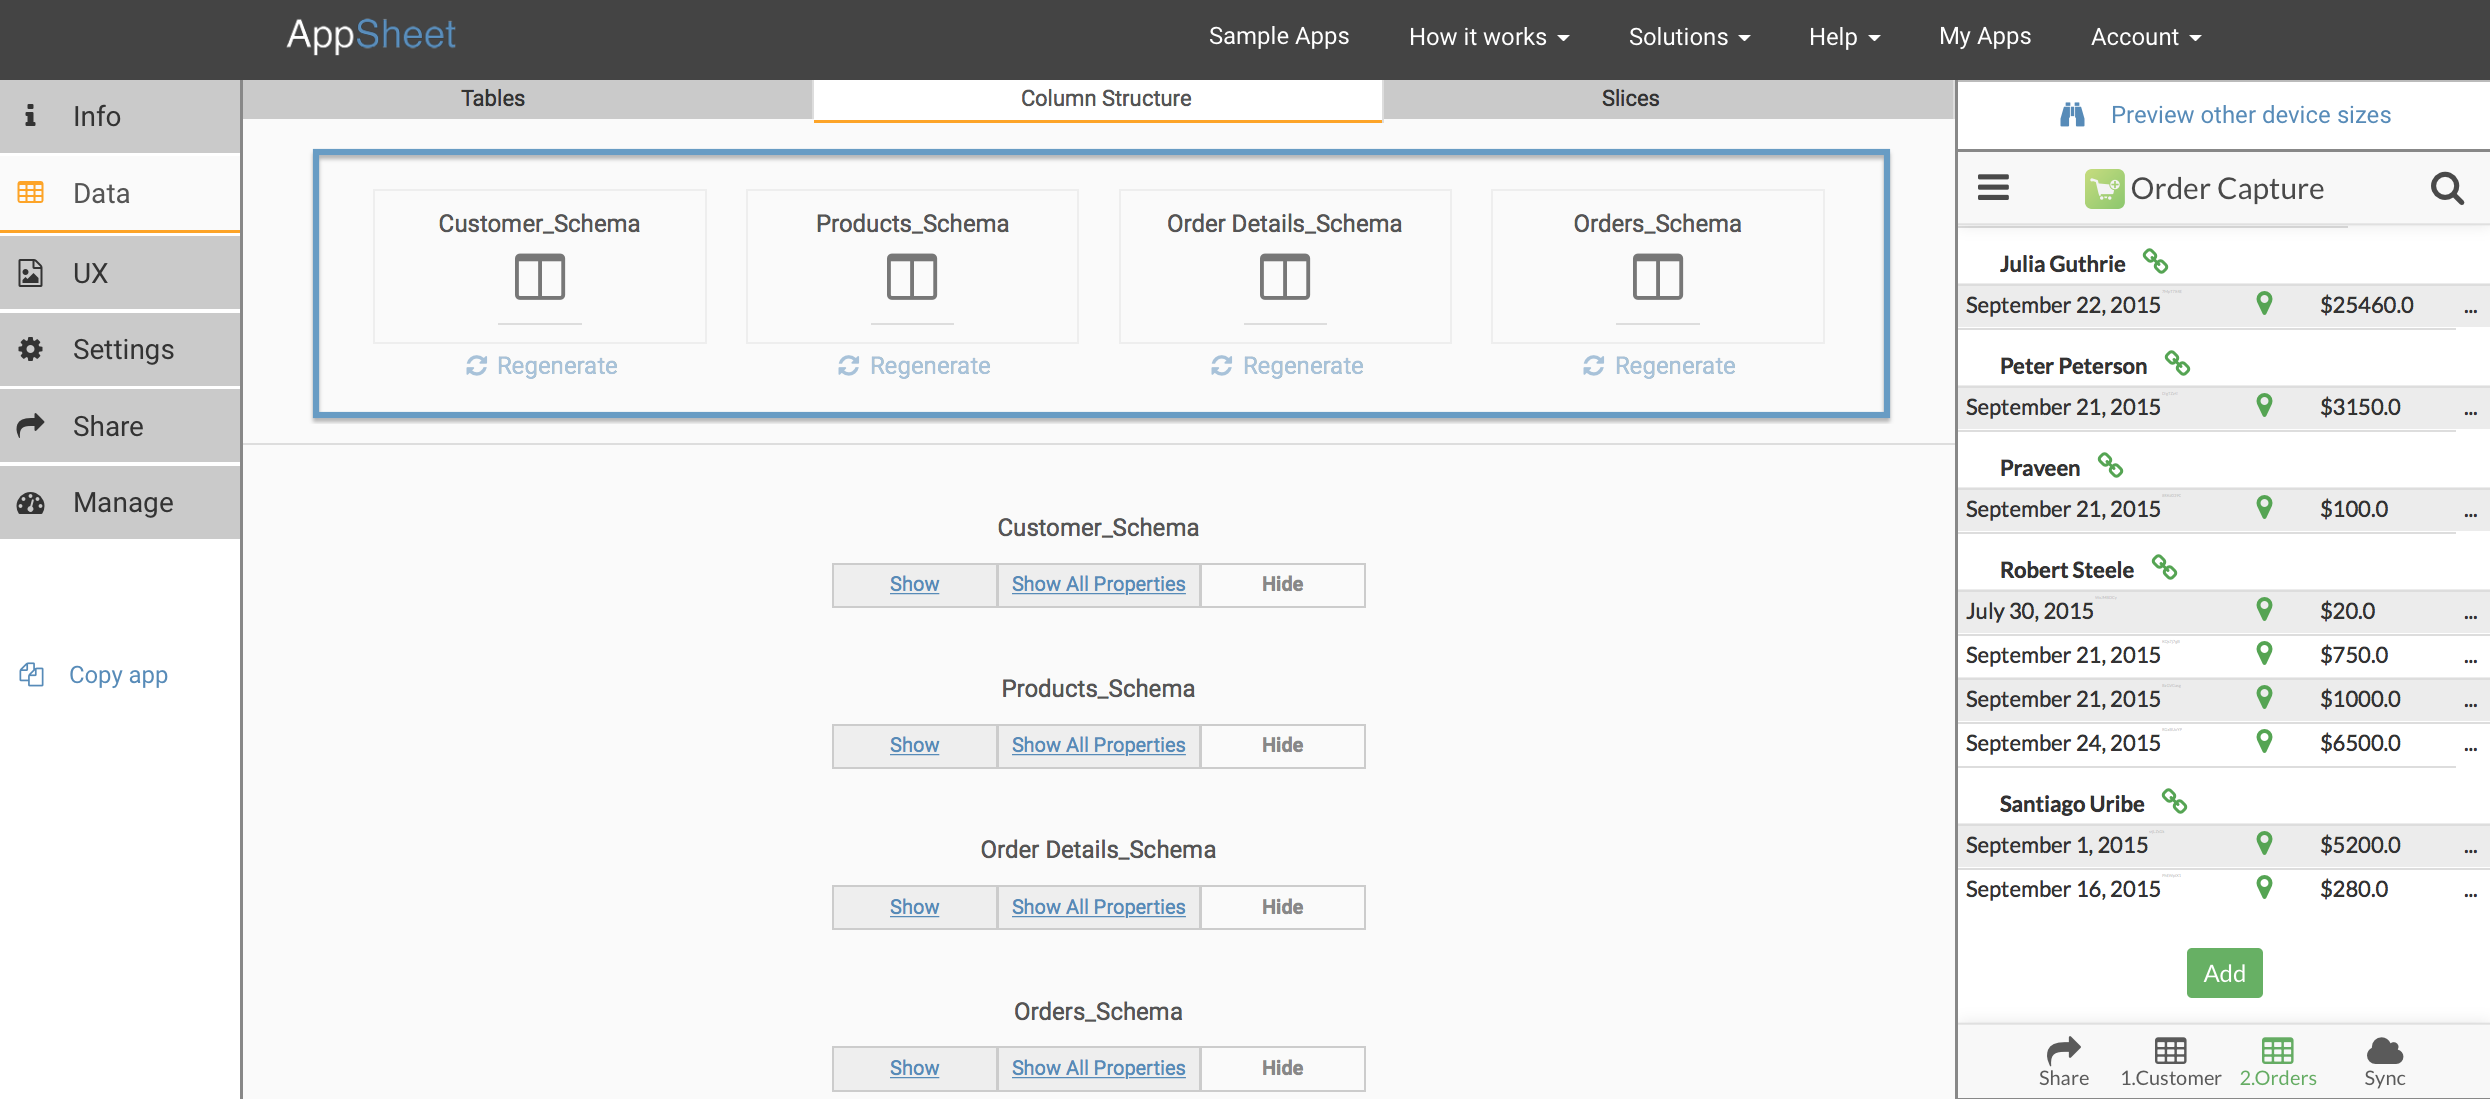 AppSheet
Sample Apps
How it works
Solutions
Help
My Apps
Account
Info
Data
UX
Settings
Share
Manage
Copy app
Tables
Column Structure
Slices
Customer_Schema
Products_Schema
Order Details_Schema
Orders_Schema
Regenerate
Regenerate
Regenerate
Regenerate
Customer_Schema
Show Show All Properties Hide
Products_Schema
Show Show All Properties Hide
Order Details_Schema
Show Show All Properties Hide
Orders_Schema
Show Show All Properties Hide
Preview other device sizes
Order Capture
Julia Guthrie
September 22, 2015 $25460.0 ...
Peter Peterson
September 21, 2015 $3150.0 ...
Praveen
September 21, 2015 $100.0 ...
Robert Steele
July 30, 2015 $20.0 ...
September 21, 2015 $750.0 ...
September 21, 2015 $1000.0 ...
September 24, 2015 $6500.0 ...
Santiago Uribe
September 1, 2015 $5200.0 ...
September 16, 2015 $280.0 ...
Add
Share
1.Customer
2.Orders
Sync